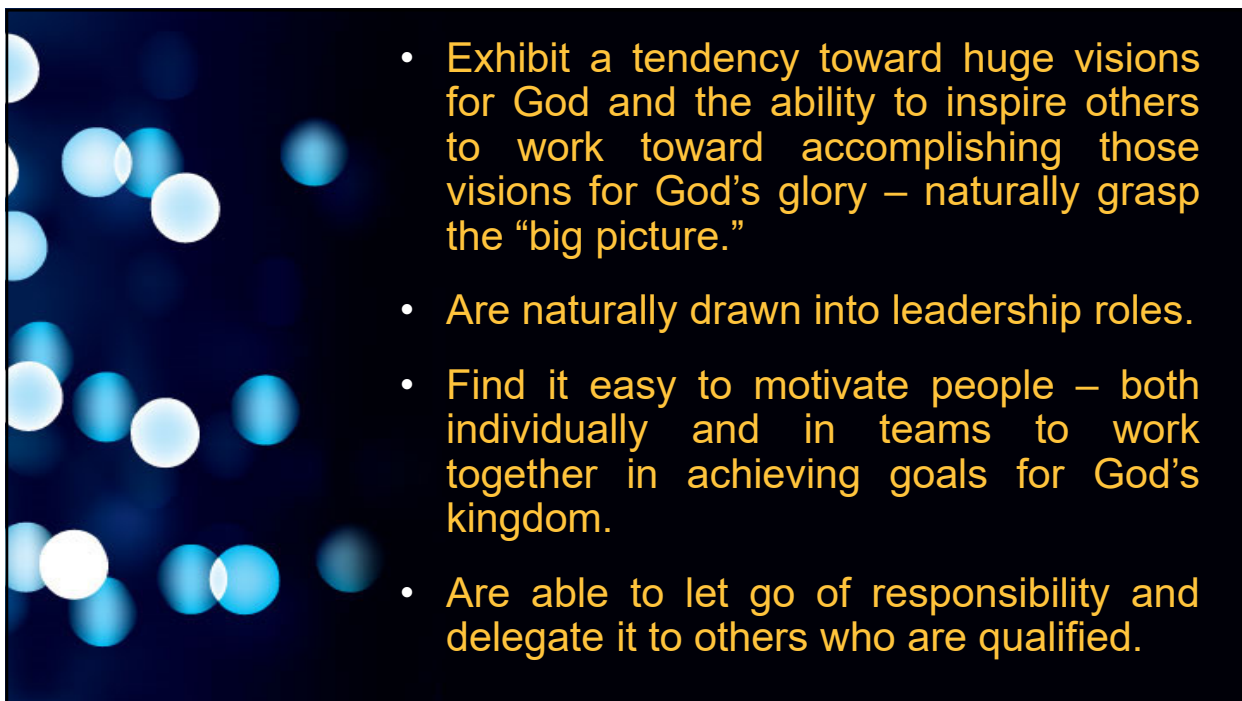 • Exhibit a tendency toward huge visions
for God and the ability to inspire others
to work toward accomplishing those
visions for God’s glory – naturally grasp
the “big picture.”
• Are naturally drawn into leadership roles.
• Find it easy to motivate people – both
individually and in teams to work
together in achieving goals for God’s
kingdom.
• Are able to let go of responsibility and
delegate it to others who are qualified.